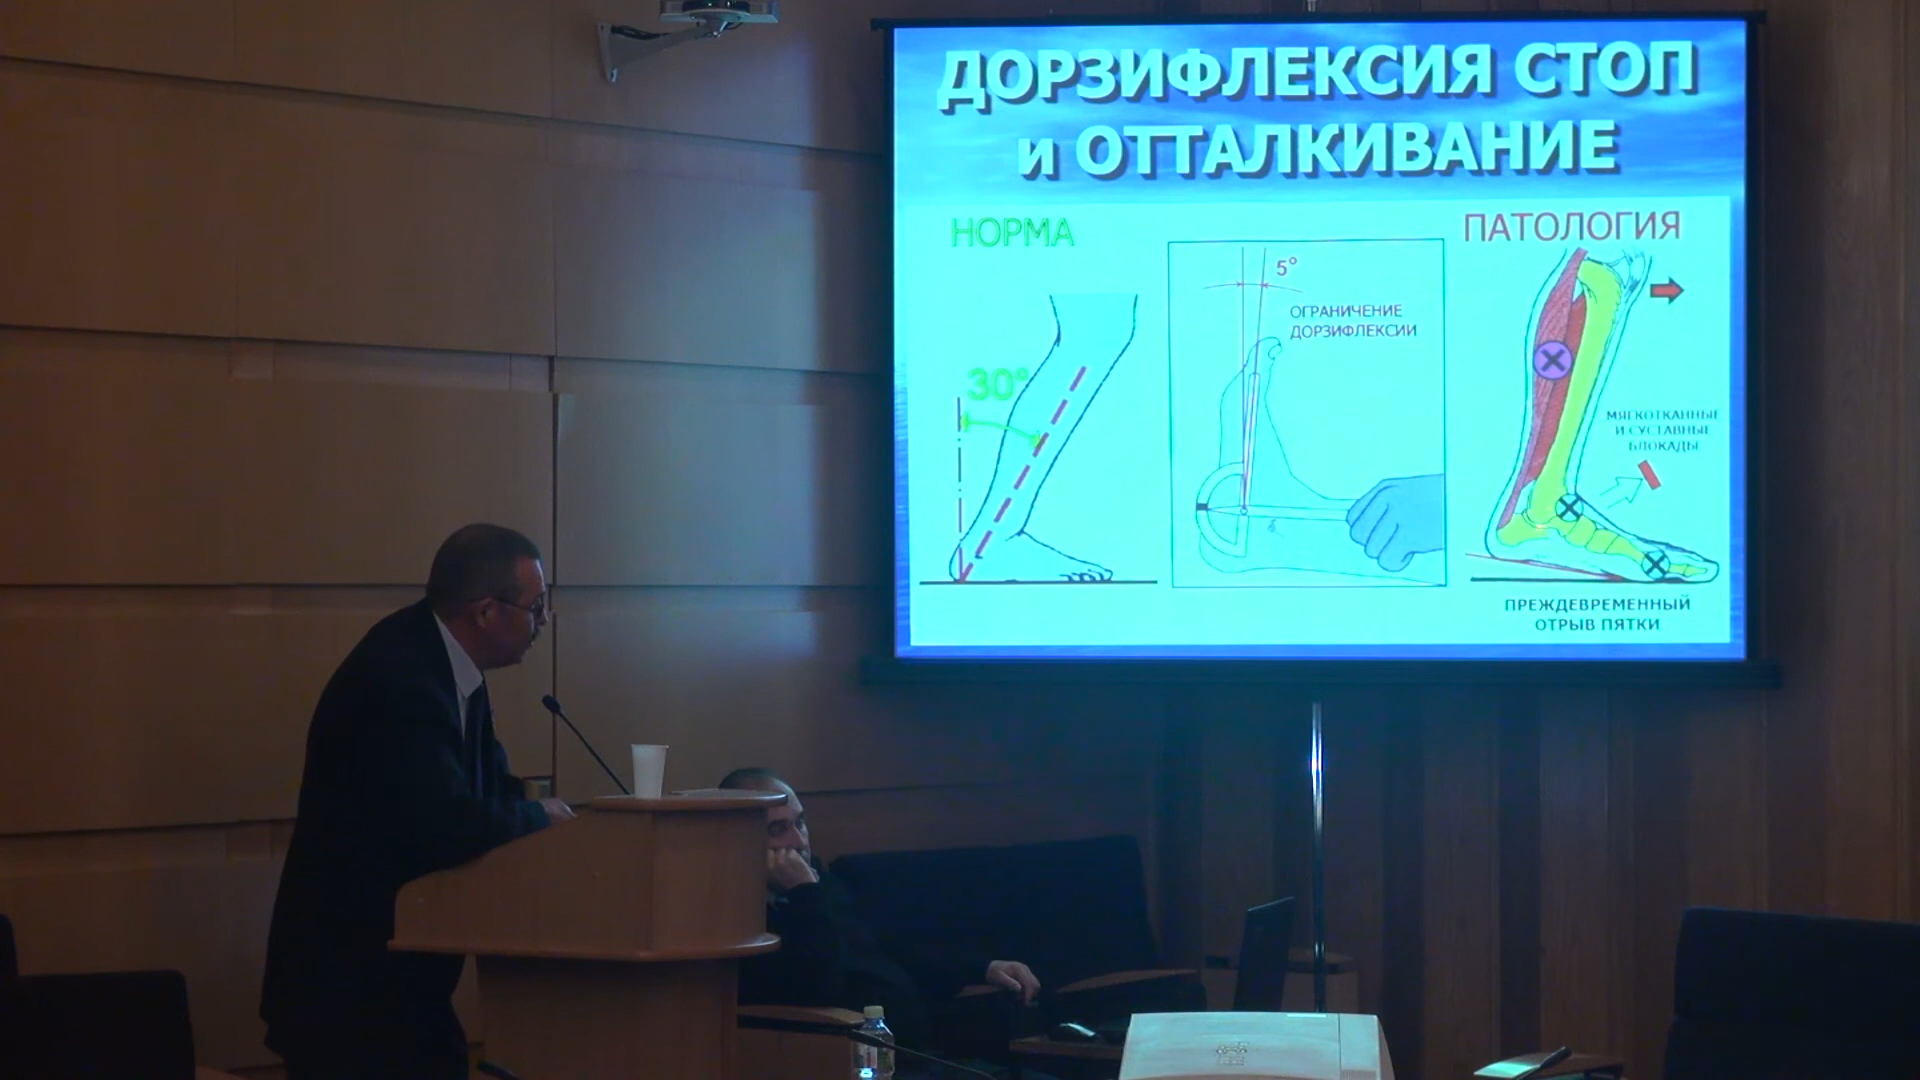 ДОРЗИФЛЕКСИЯ СТОП
и ОТТАЛКИВАНИЕ
НОРМА
30°
5°
ОГРАНИЧЕНИЕ
ДОРЗИФЛЕКСИИ
ПАТОЛОГИЯ
МЯГКОТКАННЫЕ
И СУСТАВНЫЕ
БЛОКАДЫ
ПРЕЖДЕВРЕМЕННЫЙ
ОТРЫВ ПЯТКИ